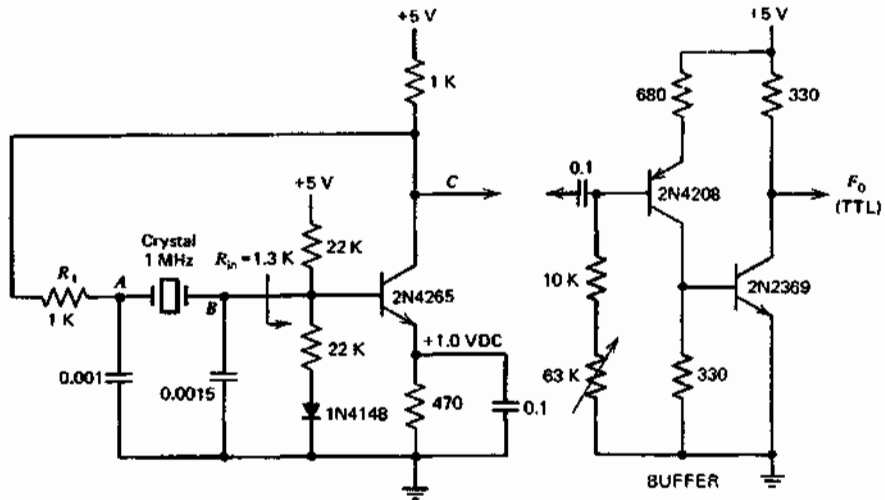 +5 V
1 K
+5 V
22 K
C
Crystal
1 MHz
R_in = 1.3 K
R_1
A
B
1 K
2N4265
+1.0 VDC
22 K
0.001
0.0015
1N4148
470
0.1
+5 V
680
330
0.1
2N4208
F_0
(TTL)
10 K
2N2369
63 K
330
BUFFER